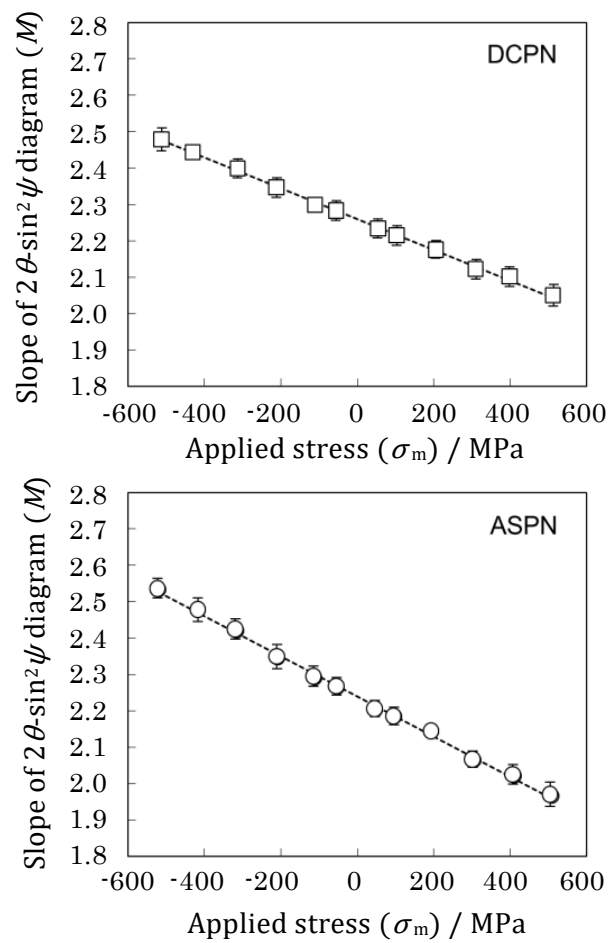 Slope of 2θ-sin²ψ diagram (M)
2.8
2.7
2.6
2.5
2.4
2.3
2.2
2.1
2.0
1.9
1.8
DCPN
-600 -400 -200 0 200 400 600
Applied stress (σm) / MPa
Slope of 2θ-sin²ψ diagram (M)
2.8
2.7
2.6
2.5
2.4
2.3
2.2
2.1
2.0
1.9
1.8
ASPN
-600 -400 -200 0 200 400 600
Applied stress (σm) / MPa